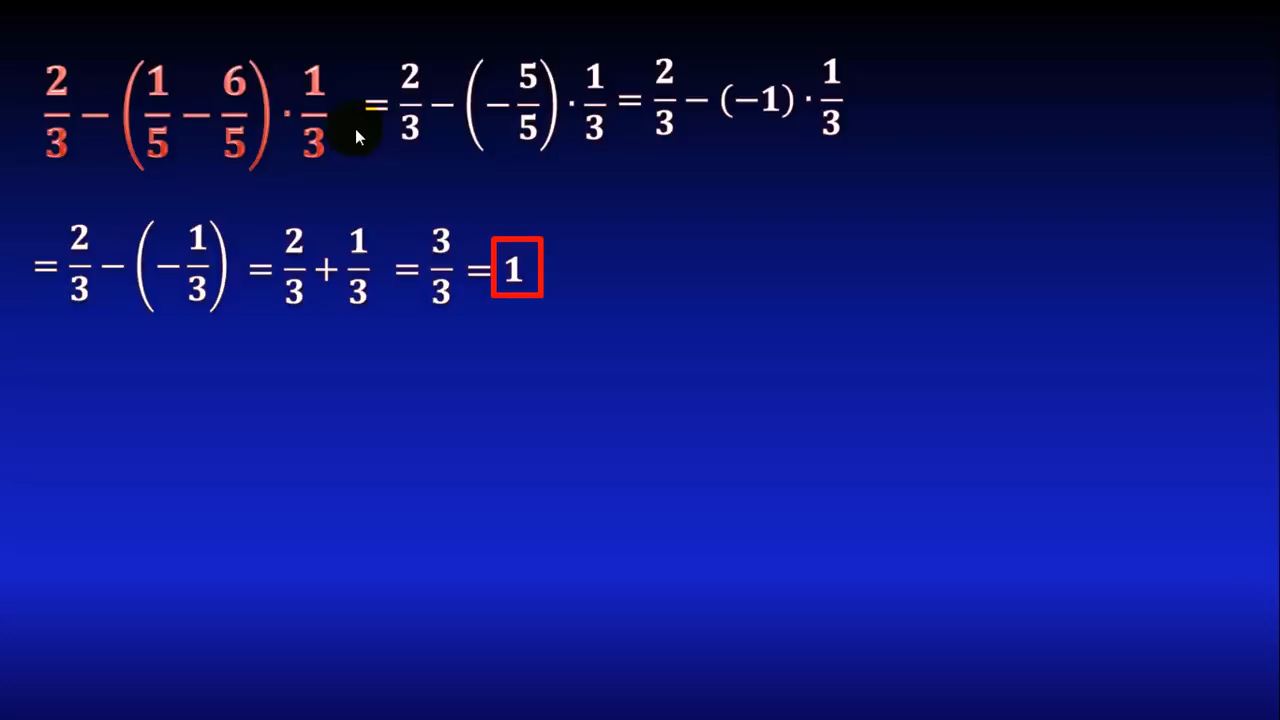 2/3 − (1/5 − 6/5) · 1/3 = 2/3 − (− 5/5) · 1/3 = 2/3 − (−1) · 1/3
= 2/3 − (− 1/3) = 2/3 + 1/3 = 3/3 = 1